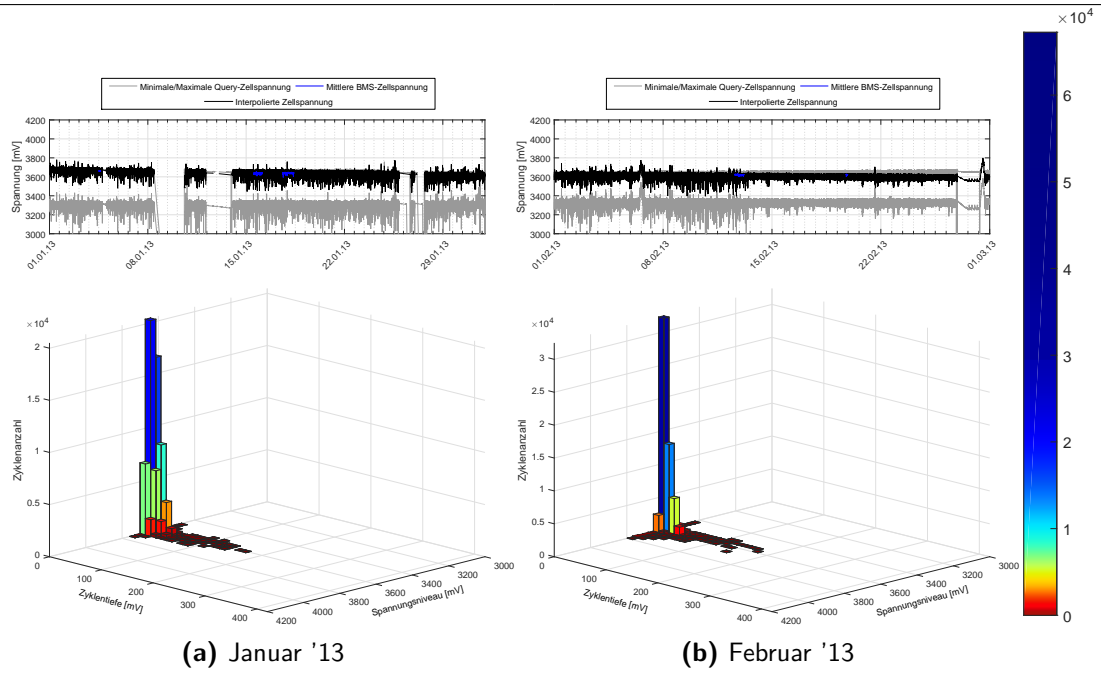 ×10⁴
Minimale/Maximale Query-Zellspannung Mittlere BMS-Zellspannung
Interpolierte Zellspannung
Minimale/Maximale Query-Zellspannung Mittlere BMS-Zellspannung
Interpolierte Zellspannung
Spannung [mV]
4200
4000
3800
3600
3400
3200
3000
01.01.13 08.01.13 15.01.13 22.01.13 29.01.13
Spannung [mV]
4200
4000
3800
3600
3400
3200
3000
01.02.13 08.02.13 15.02.13 22.02.13 01.03.13
×10⁴
Zyklenanzahl
2
1.5
1
0.5
0
0 100 200 300 400
Zyklentiefe [mV]
4200 4000 3800 3600 3400 3200 3000
Spannungsniveau [mV]
×10⁴
Zyklenanzahl
3
2.5
2
1.5
1
0.5
0
0 100 200 300 400
Zyklentiefe [mV]
4200 4000 3800 3600 3400 3200 3000
Spannungsniveau [mV]
6
5
4
3
2
1
0
(a) Januar '13
(b) Februar '13